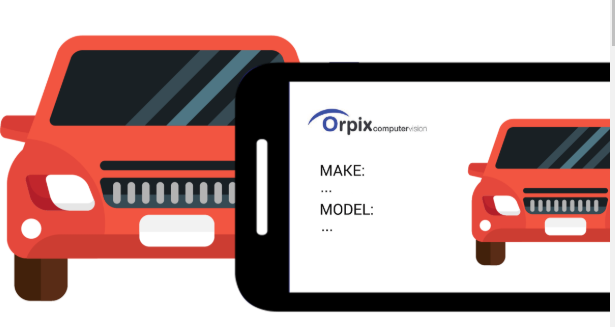 Orpix computervision
MAKE:
...
MODEL:
...